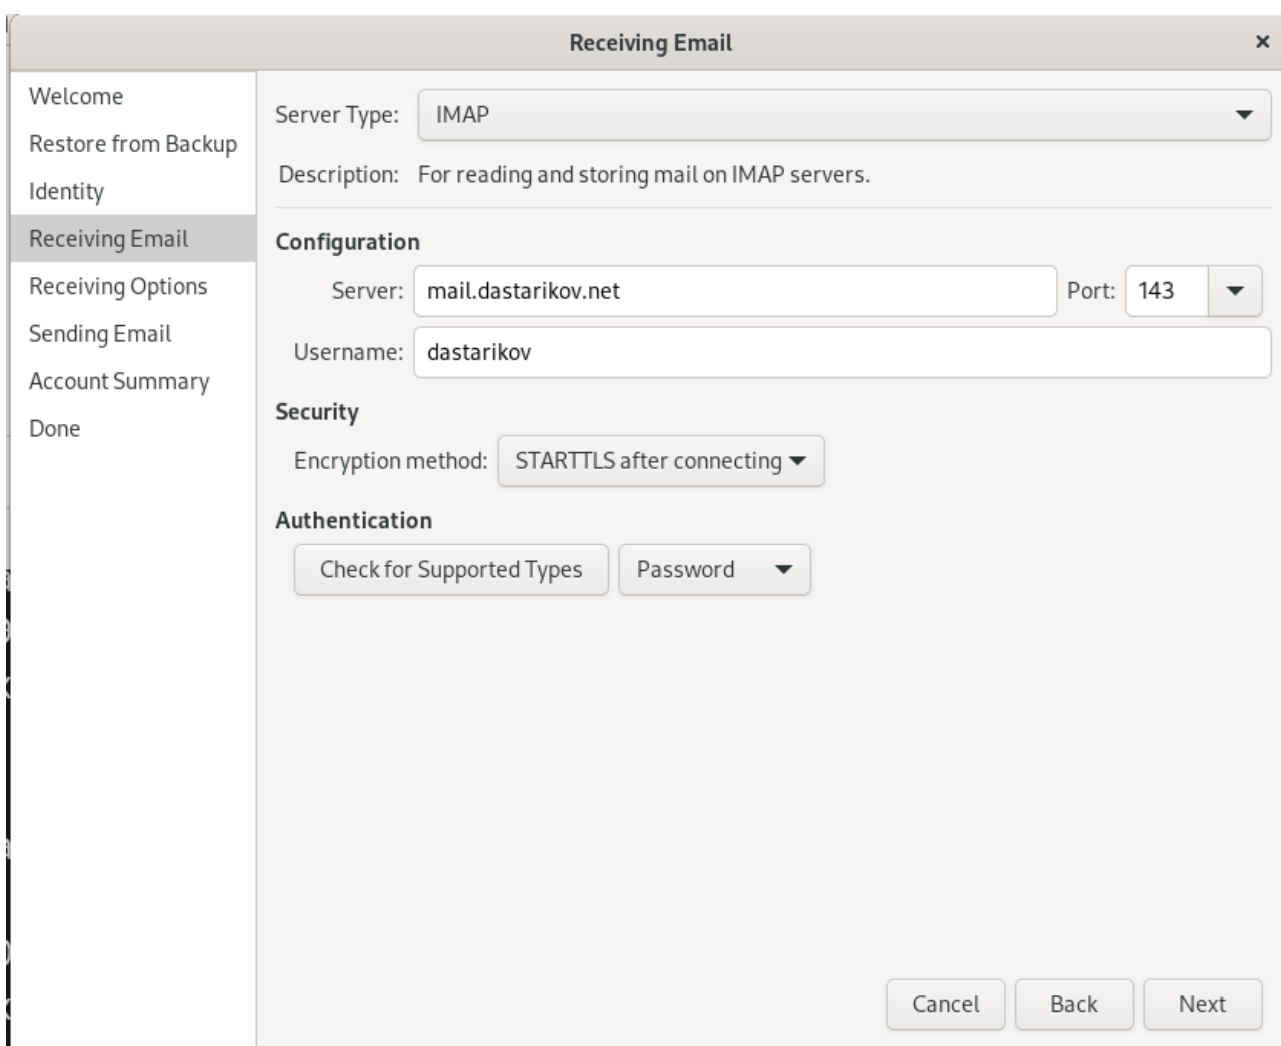 Receiving Email ×
Welcome
Restore from Backup
Identity
Receiving Email
Receiving Options
Sending Email
Account Summary
Done
Server Type: IMAP
Description: For reading and storing mail on IMAP servers.
Configuration
Server: mail.dastarikov.net Port: 143
Username: dastarikov
Security
Encryption method: STARTTLS after connecting
Authentication
Check for Supported Types Password
Cancel Back Next